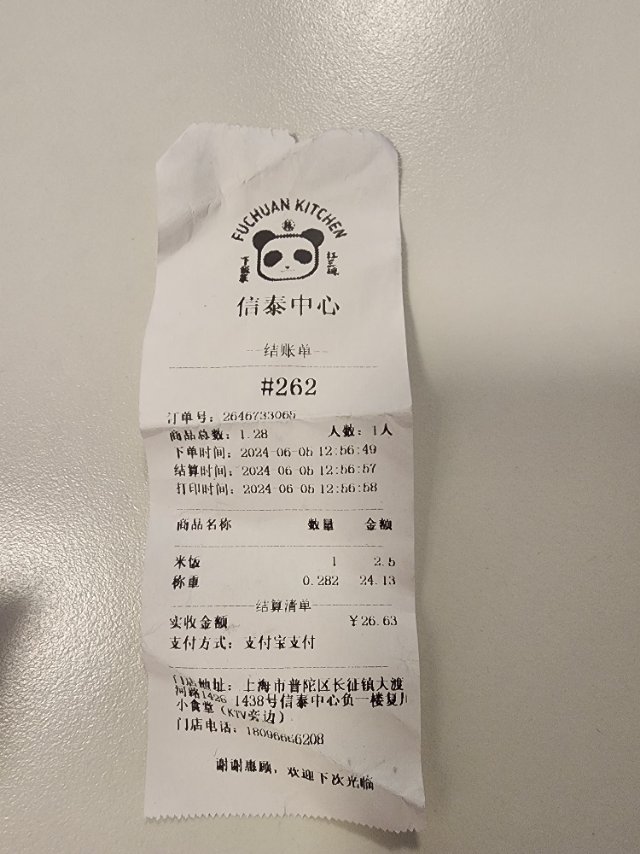 FUCHUAN KITCHEN
信泰中心
结账单
#262
订单号：2646733065
商品总数：1.28 人数：1人
下单时间：2024-06-05 12:56:49
结算时间：2024-06-05 12:56:57
打印时间：2024-06-05 12:56:58
商品名称 数量 金额
米饭 1 2.5
称重 0.282 24.13
结算清单
实收金额 ￥26.63
支付方式：支付宝支付
门店地址：上海市普陀区长征镇大渡
河路1426 1438号信泰中心负一楼复川
小食堂（KTV旁边）
门店电话：18096666208
谢谢惠顾，欢迎下次光临